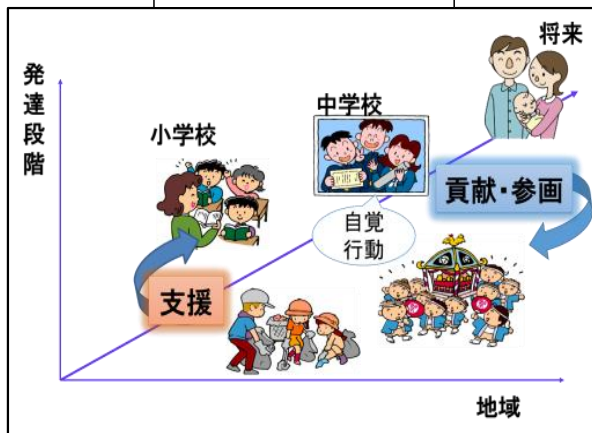 将来
発達段階
中学校
小学校
貢献・参画
自覚
行動
支援
地域